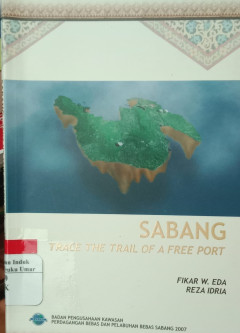 SABANG
TRACE THE TRAIL OF A FREE PORT
FIKAR W. EDA
REZA IDRIA
BADAN PENGUSAHAAN KAWASAN
PERDAGANGAN BEBAS DAN PELABUHAN BEBAS SABANG 2007